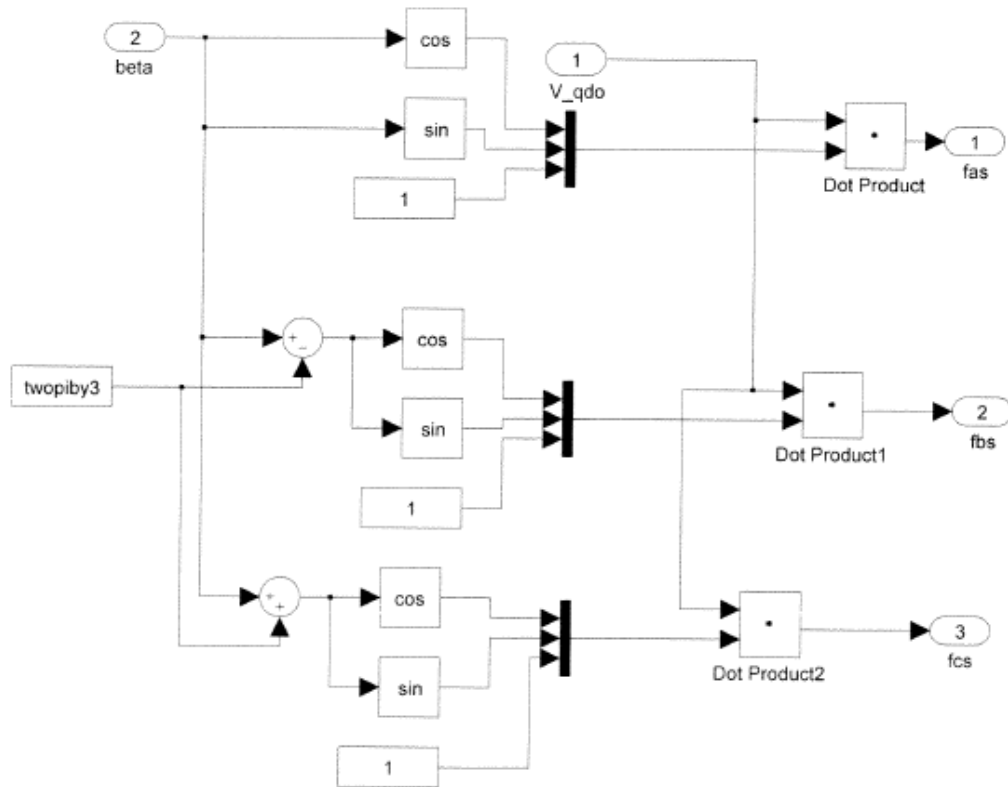 2
beta
cos
1
V_qdo
sin
1
Dot Product
1
fas
twopiby3
+
−
cos
sin
1
Dot Product1
2
fbs
+
+
cos
sin
1
Dot Product2
3
fcs